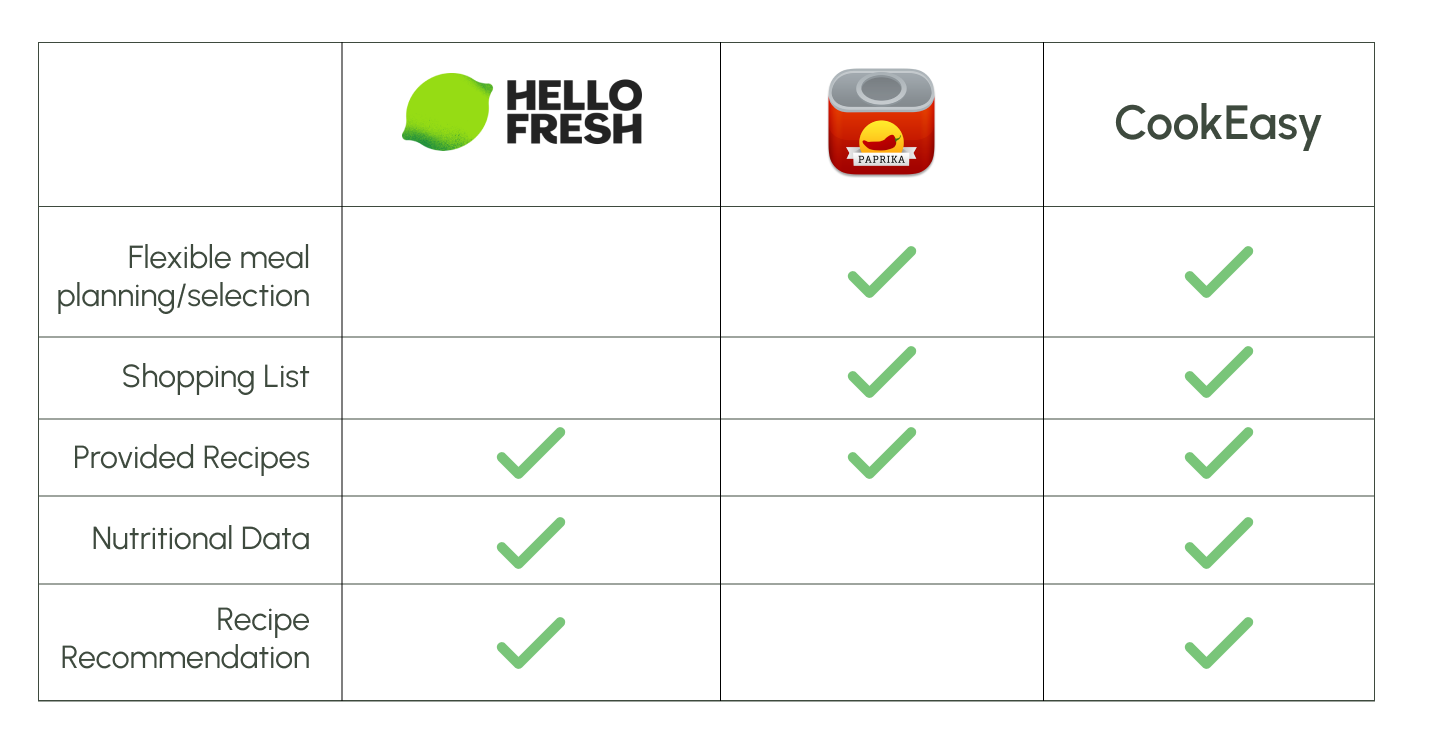 HELLO
FRESH
PAPRIKA
CookEasy
Flexible meal
planning/selection
Shopping List
Provided Recipes
Nutritional Data
Recipe
Recommendation